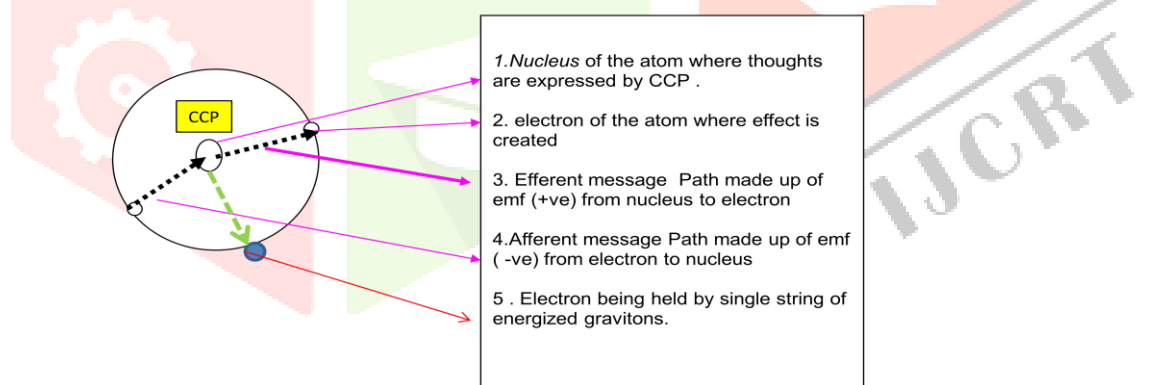 CCP
1.Nucleus of the atom where thoughts
are expressed by CCP .
2. electron of the atom where effect is
created
3. Efferent message Path made up of
emf (+ve) from nucleus to electron
4.Afferent message Path made up of emf
( -ve) from electron to nucleus
5 . Electron being held by single string of
energized gravitons.
IJCRT